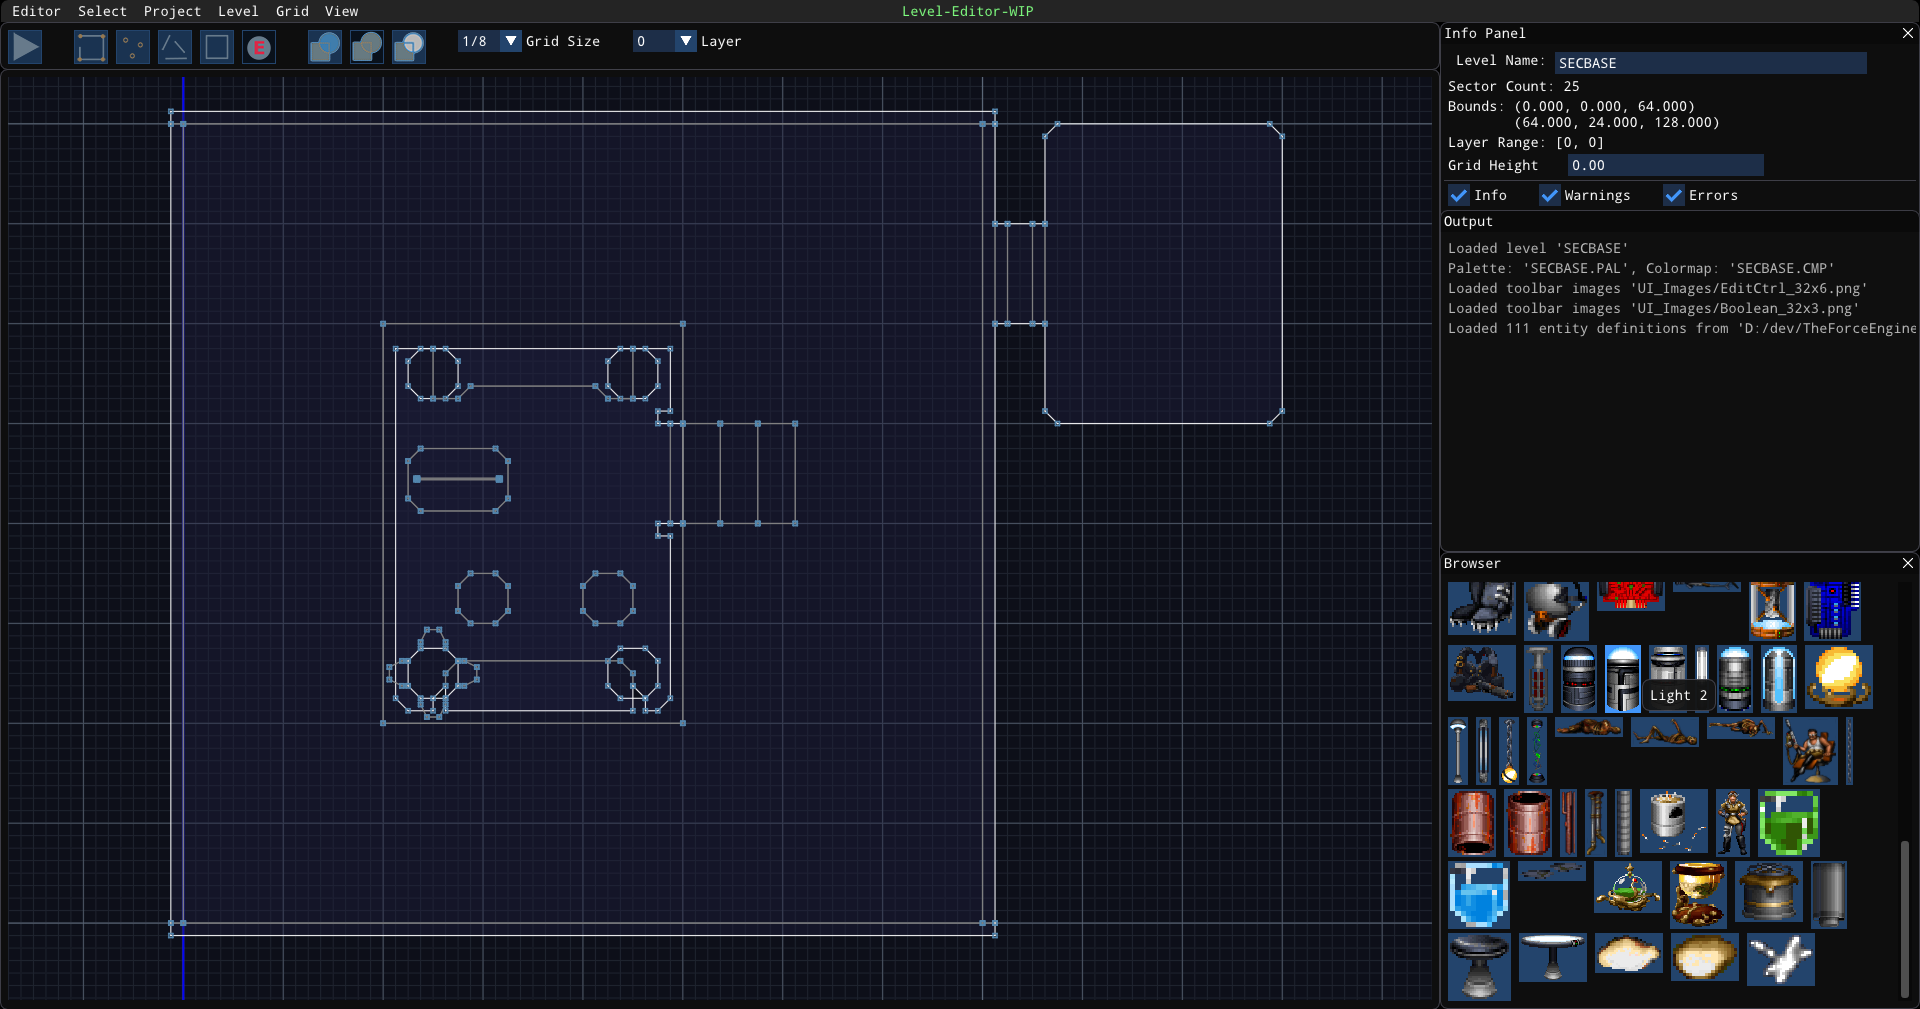 Editor Select Project Level Grid View
Level-Editor-WIP
E
1/8 Grid Size
0 Layer
Info Panel
Level Name: SECBASE
Sector Count: 25
Bounds: (0.000, 0.000, 64.000)
(64.000, 24.000, 128.000)
Layer Range: [0, 0]
Grid Height 0.00
Info Warnings Errors
Output
Loaded level 'SECBASE'
Palette: 'SECBASE.PAL', Colormap: 'SECBASE.CMP'
Loaded toolbar images 'UI_Images/EditCtrl_32x6.png'
Loaded toolbar images 'UI_Images/Boolean_32x3.png'
Loaded 111 entity definitions from 'D:/dev/TheForceEngine
Browser
Light 2